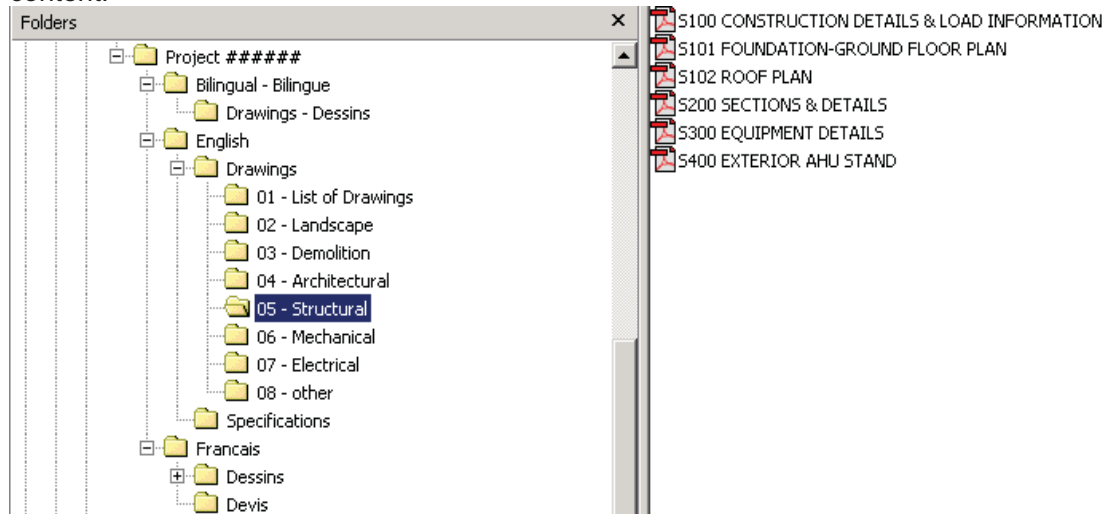 Folders
Project ######
Bilingual - Bilingue
Drawings - Dessins
English
Drawings
01 - List of Drawings
02 - Landscape
03 - Demolition
04 - Architectural
05 - Structural
06 - Mechanical
07 - Electrical
08 - other
Specifications
Francais
Dessins
Devis
S100 CONSTRUCTION DETAILS & LOAD INFORMATION
S101 FOUNDATION-GROUND FLOOR PLAN
S102 ROOF PLAN
S200 SECTIONS & DETAILS
S300 EQUIPMENT DETAILS
S400 EXTERIOR AHU STAND